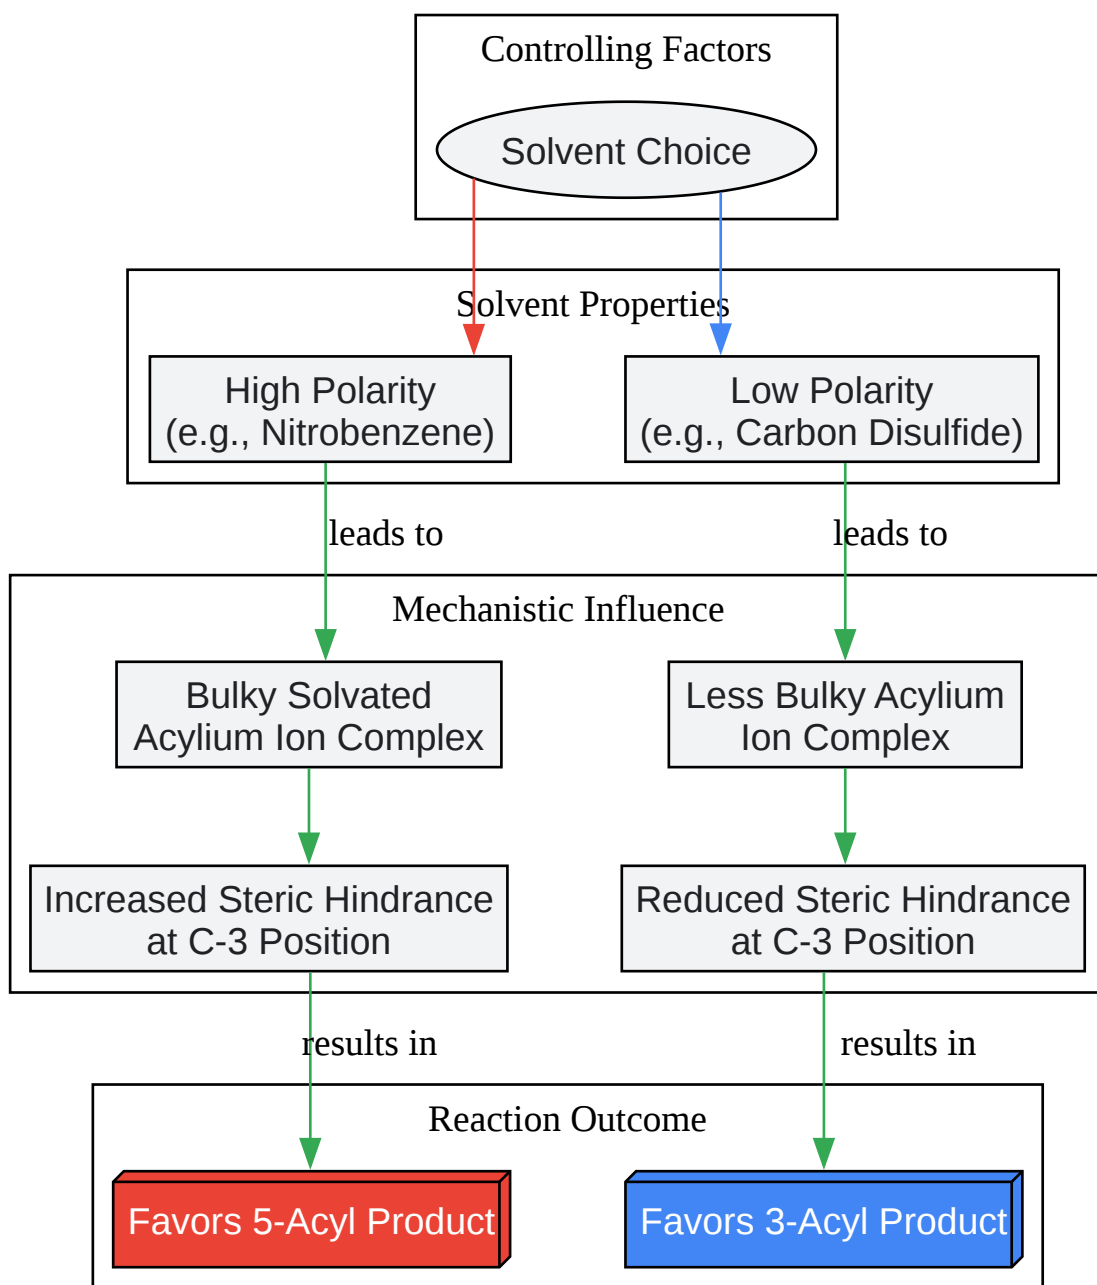 Controlling Factors
Solvent Choice
Solvent Properties
High Polarity
(e.g., Nitrobenzene)
Low Polarity
(e.g., Carbon Disulfide)
leads to
leads to
Mechanistic Influence
Bulky Solvated
Acylium Ion Complex
Less Bulky Acylium
Ion Complex
Increased Steric Hindrance
at C-3 Position
Reduced Steric Hindrance
at C-3 Position
results in
results in
Reaction Outcome
Favors 5-Acyl Product
Favors 3-Acyl Product